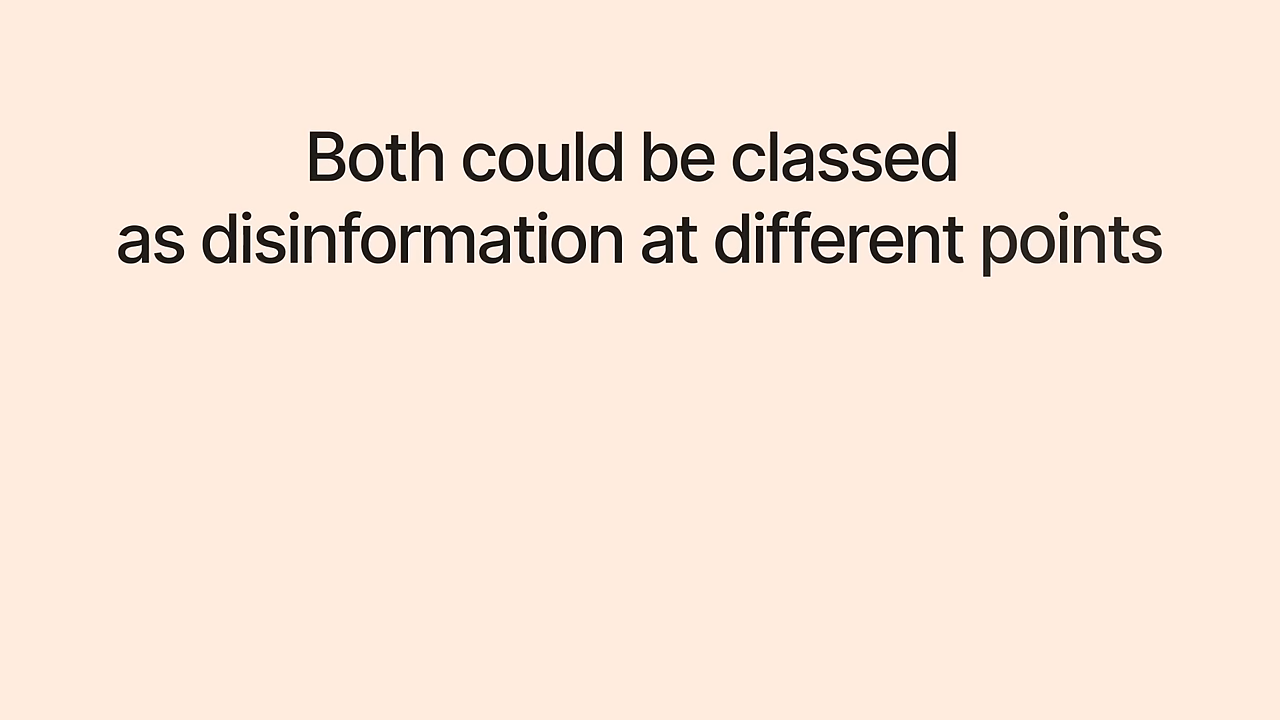 Both could be classed
as disinformation at different points